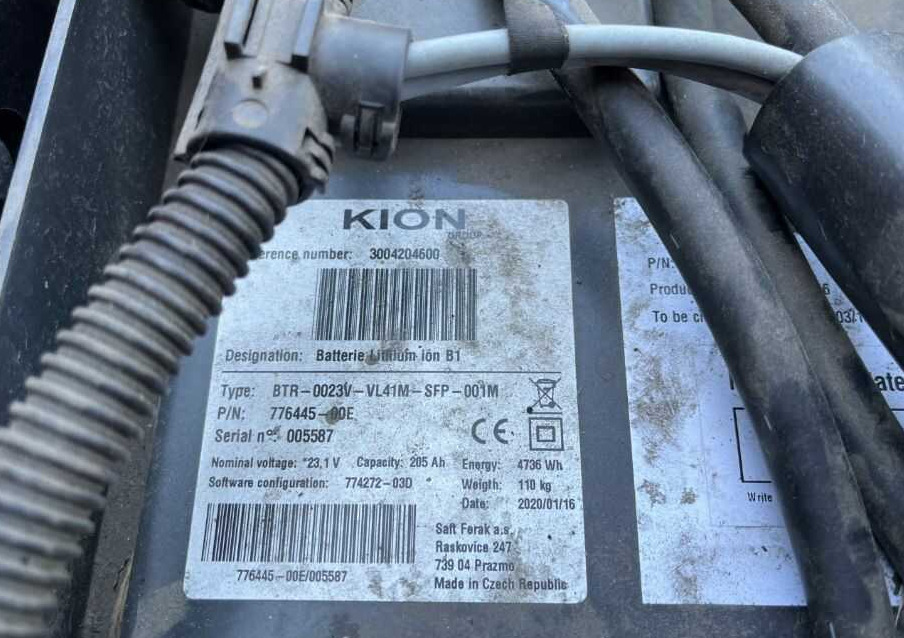 KION
GROUP
erence number: 3004204600
Designation: Batterie Lithium ion B1
Type: BTR-0023V-VL41M-SFP-001M
P/N: 776445-00E
Serial n°: 005587
Nominal voltage: 23,1 V Capacity: 205 Ah Energy: 4736 Wh
Software configuration: 774272-03D Weigth: 110 kg
Date: 2020/01/16
776445-00E/005587
Saft Ferak a.s.
Raskovice 247
739 04 Prazmo
Made in Czech Republic
P/N:
Produ
To be c
ate
Write